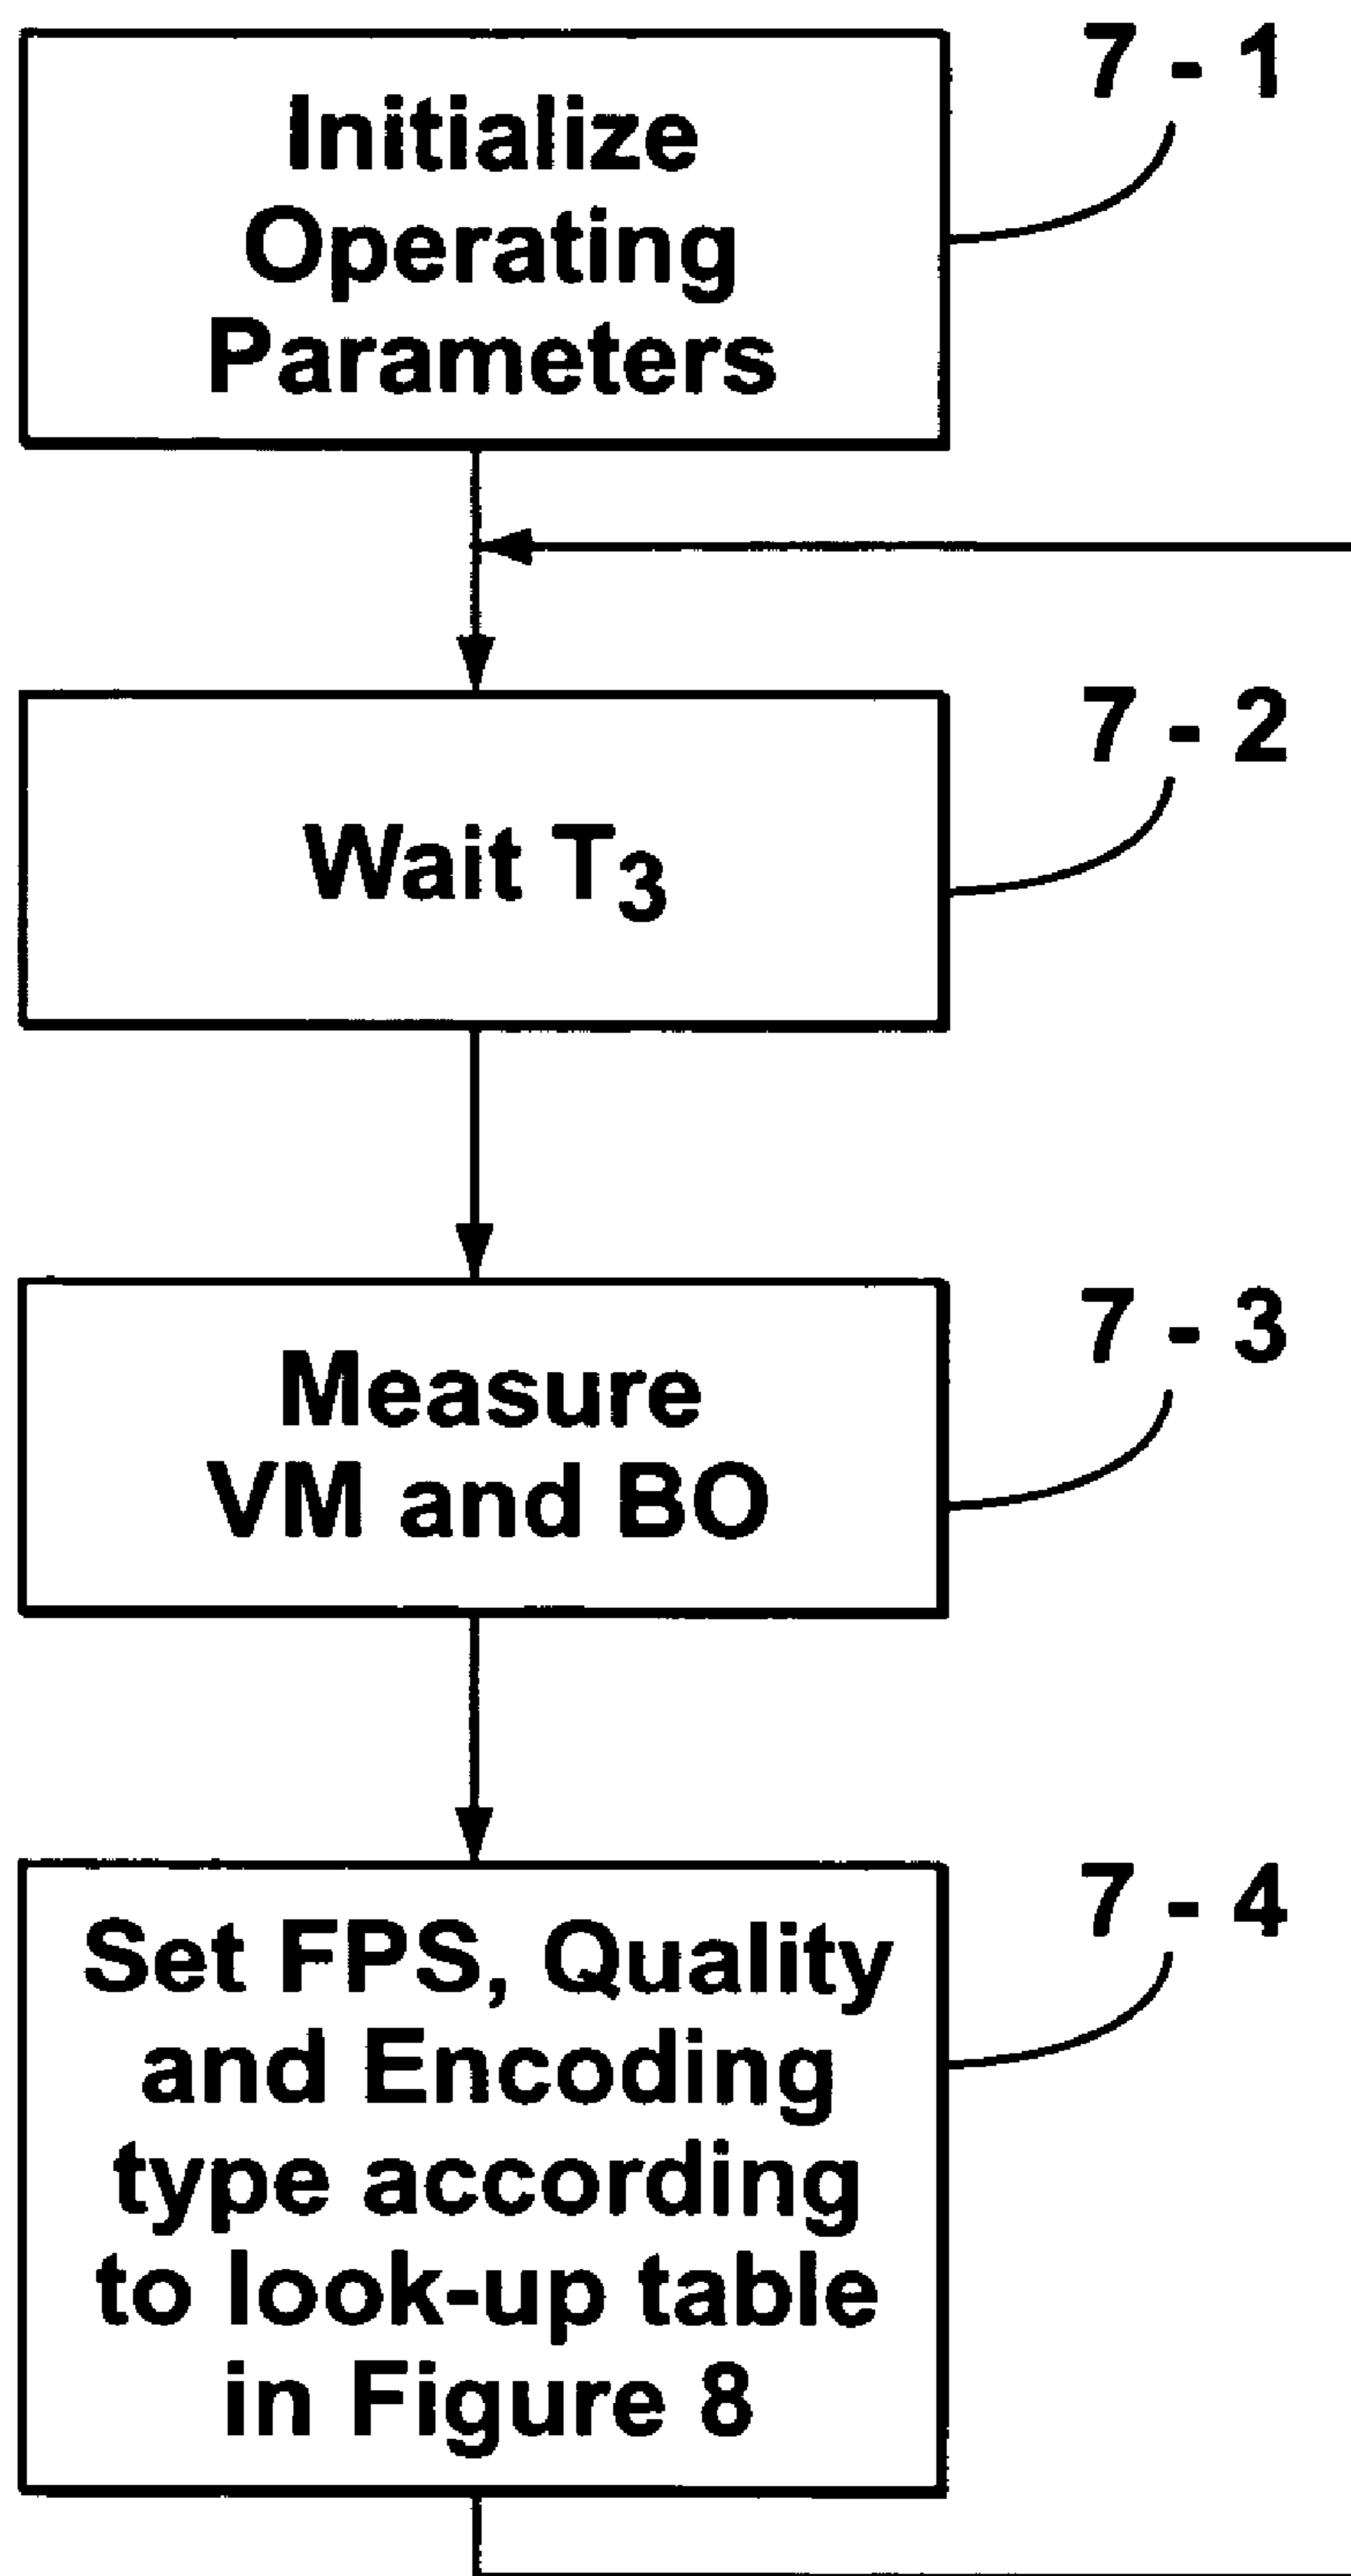 7 - 1
Initialize
Operating
Parameters
7 - 2
Wait T3
7 - 3
Measure
VM and BO
7 - 4
Set FPS, Quality
and Encoding
type according
to look-up table
in Figure 8